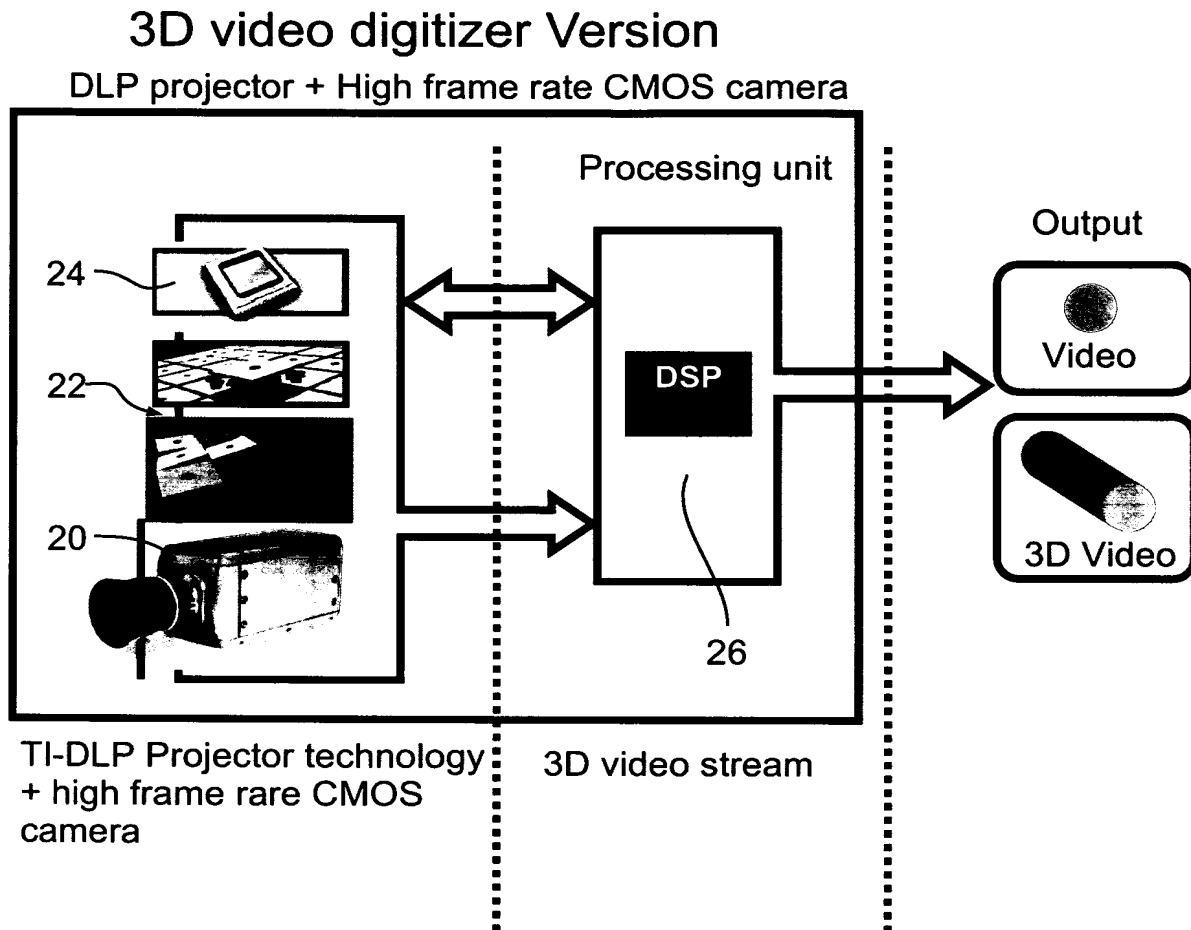 3D video digitizer Version
DLP projector + High frame rate CMOS camera
Processing unit
Output
24
22
20
DSP
26
Video
3D Video
TI-DLP Projector technology
+ high frame rare CMOS
camera
3D video stream